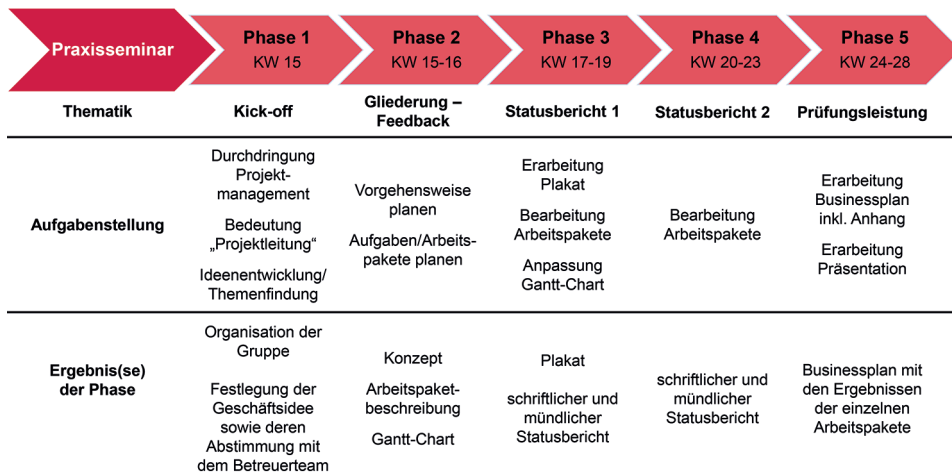 Praxisseminar
Phase 1
KW 15
Phase 2
KW 15-16
Phase 3
KW 17-19
Phase 4
KW 20-23
Phase 5
KW 24-28
Thematik
Kick-off
Gliederung –
Feedback
Statusbericht 1
Statusbericht 2
Prüfungsleistung
Aufgabenstellung
Durchdringung
Projekt-
management
Bedeutung
„Projektleitung“
Ideenentwicklung/
Themenfindung
Vorgehensweise
planen
Aufgaben/Arbeits-
pakete planen
Erarbeitung
Plakat
Bearbeitung
Arbeitspakete
Anpassung
Gantt-Chart
Bearbeitung
Arbeitspakete
Erarbeitung
Businessplan
inkl. Anhang
Erarbeitung
Präsentation
Ergebnis(se)
der Phase
Organisation der
Gruppe
Festlegung der
Geschäftsidee
sowie deren
Abstimmung mit
dem Betreuerteam
Konzept
Arbeitspaket-
beschreibung
Gantt-Chart
Plakat
schriftlicher und
mündlicher
Statusbericht
schriftlicher und
mündlicher
Statusbericht
Businessplan mit
den Ergebnissen
der einzelnen
Arbeitspakete